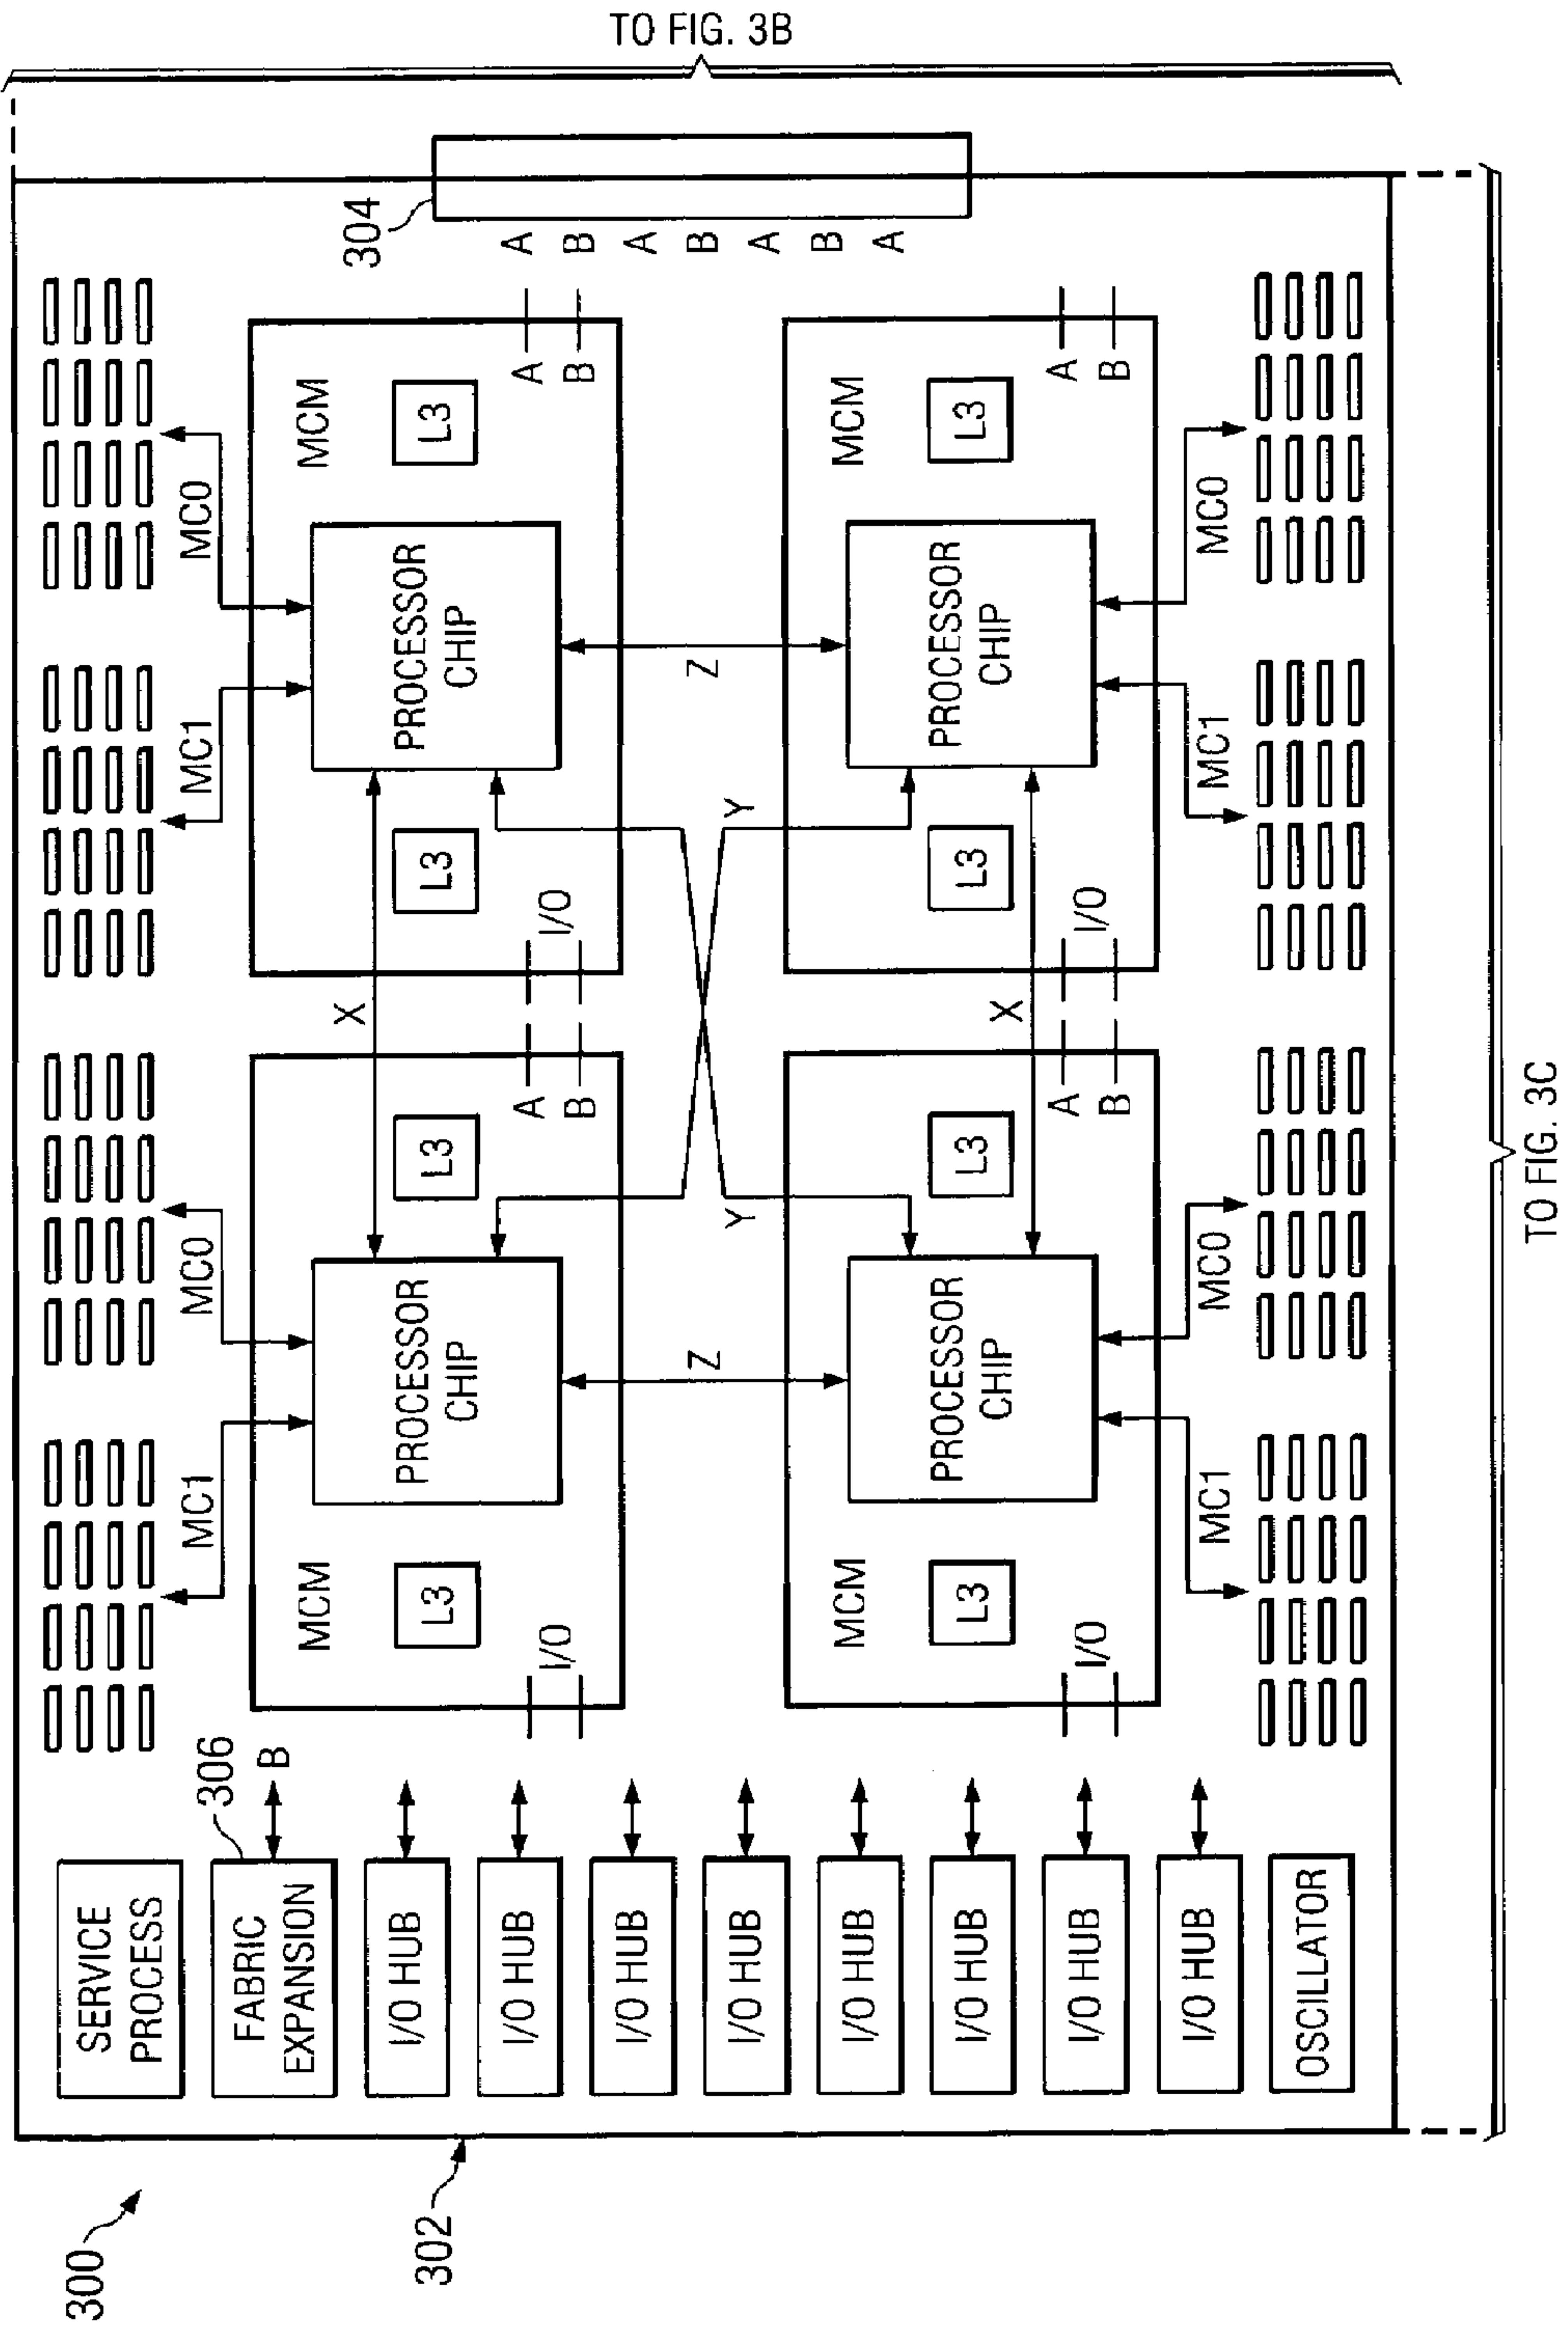 300
SERVICE
PROCESS
306
FABRIC
EXPANSION
B
I/O HUB
I/O HUB
I/O HUB
I/O HUB
I/O HUB
I/O HUB
I/O HUB
I/O HUB
OSCILLATOR
302
MC1
MC0
MC1
MC0
MCM
L3
PROCESSOR
CHIP
L3
I/O
A
B
X
MCM
L3
PROCESSOR
CHIP
L3
I/O
A
B
304
A
B
A
B
A
B
A
Z
Y
Y
Z
MCM
L3
PROCESSOR
CHIP
L3
I/O
A
B
X
MCM
L3
PROCESSOR
CHIP
L3
I/O
A
B
MC1
MC0
MC1
MC0
TO FIG. 3B
TO FIG. 3C